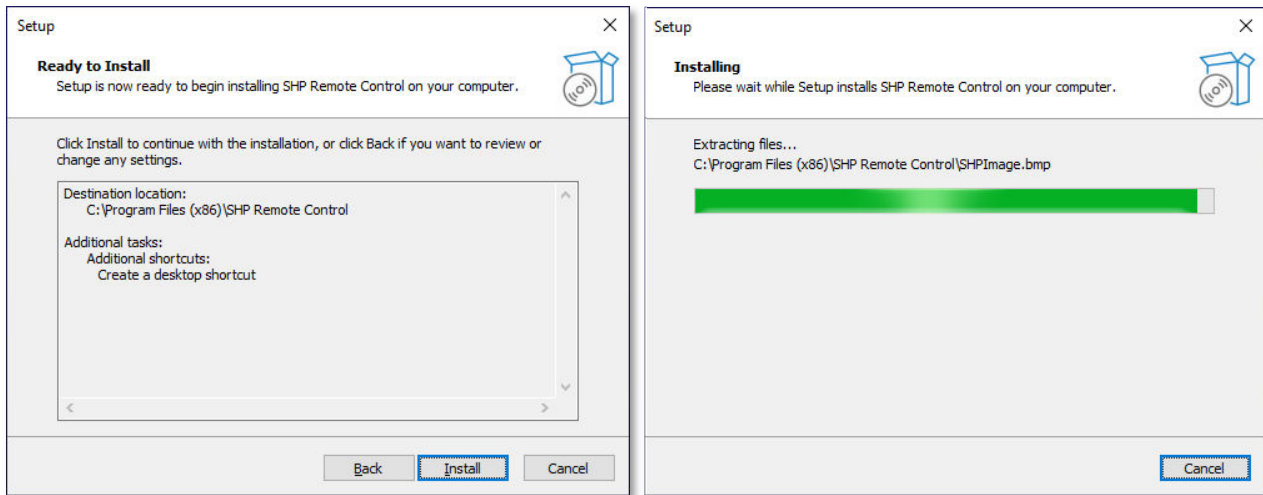 Setup
Ready to Install
Setup is now ready to begin installing SHP Remote Control on your computer.
Click Install to continue with the installation, or click Back if you want to review or
change any settings.
Destination location:
C:\Program Files (x86)\SHP Remote Control
Additional tasks:
Additional shortcuts:
Create a desktop shortcut
Back
Install
Cancel
Setup
Installing
Please wait while Setup installs SHP Remote Control on your computer.
Extracting files...
C:\Program Files (x86)\SHP Remote Control\SHPImage.bmp
Cancel